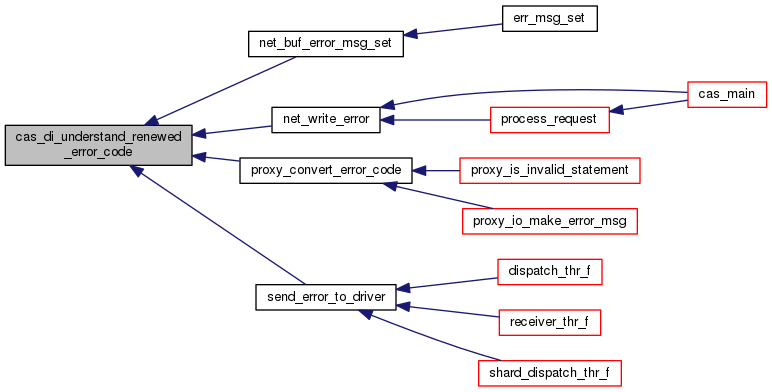 err_msg_set
net_buf_error_msg_set
cas_main
net_write_error
process_request
cas_di_understand_renewed
_error_code
proxy_convert_error_code
proxy_is_invalid_statement
proxy_io_make_error_msg
dispatch_thr_f
send_error_to_driver
receiver_thr_f
shard_dispatch_thr_f